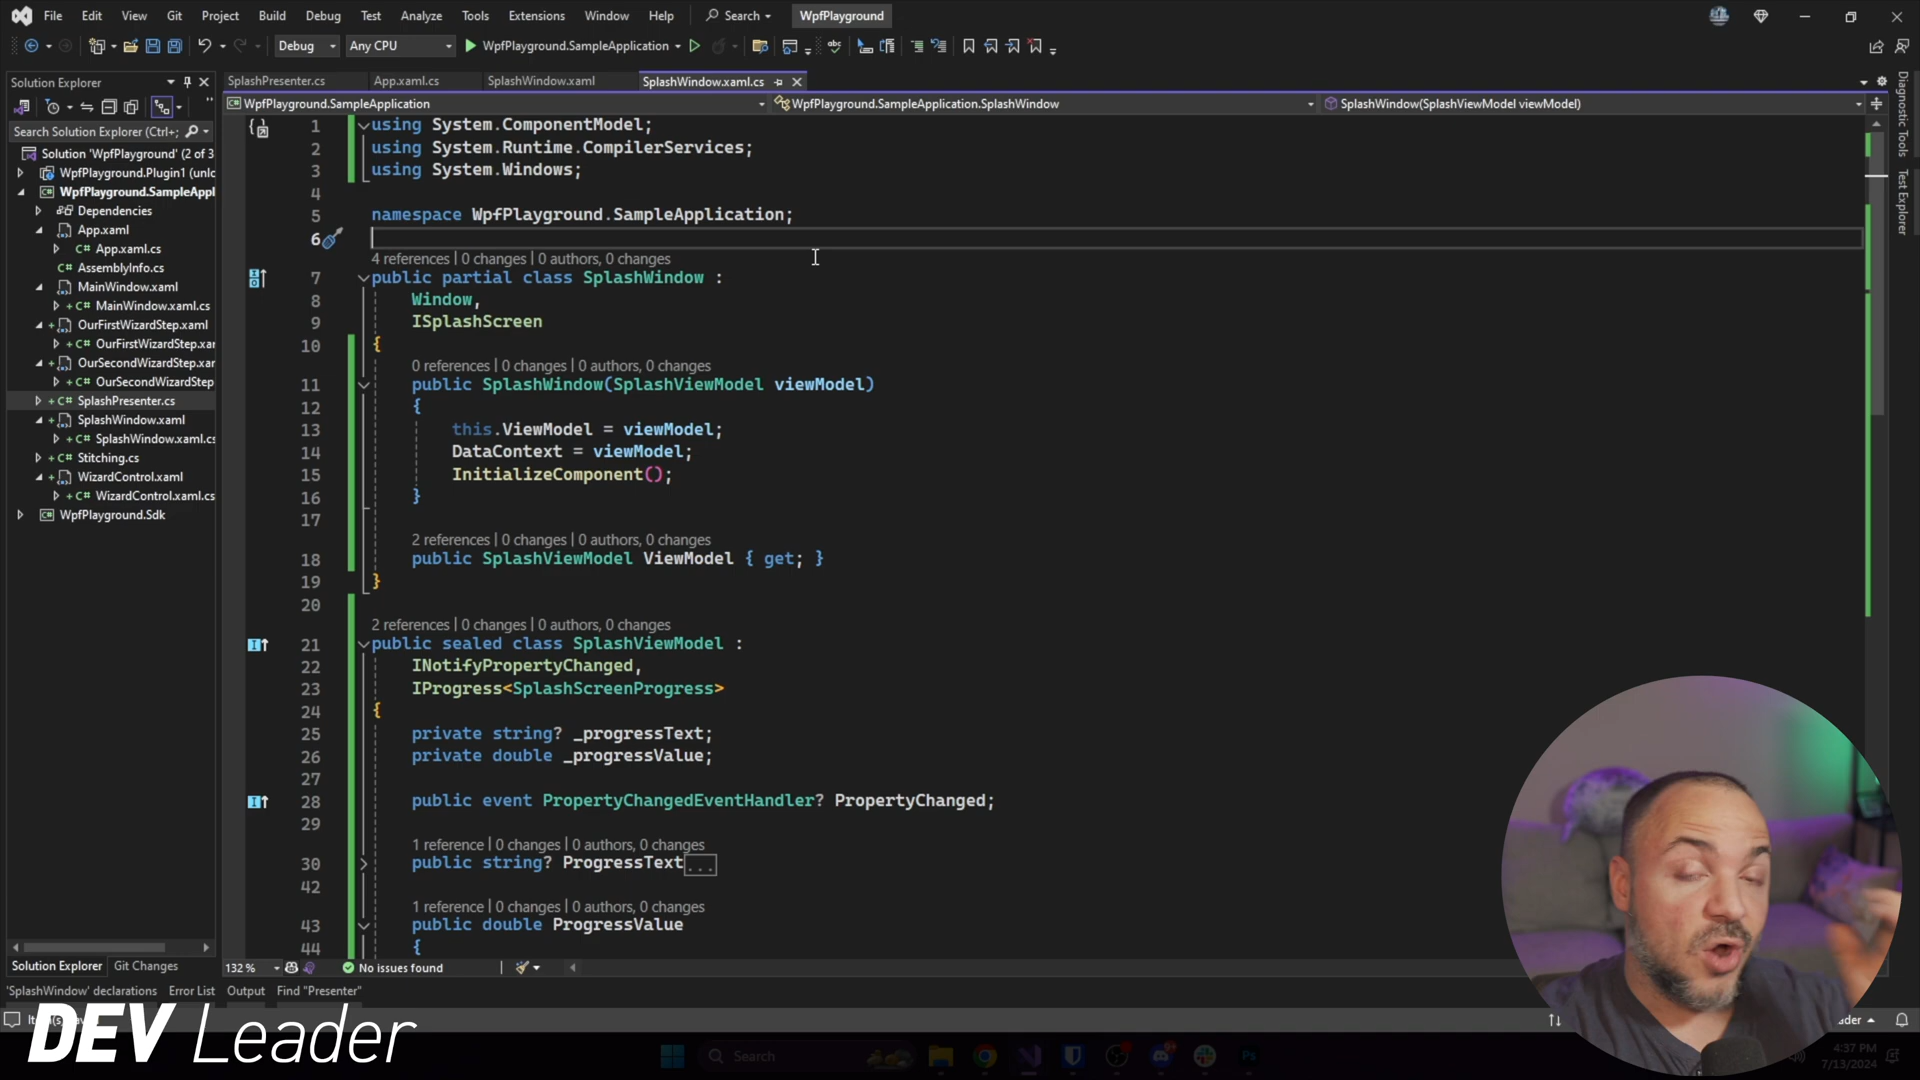 File Edit View Git Project Build Debug Test Analyze Tools Extensions Window Help Search WpfPlayground
Debug Any CPU WpfPlayground.SampleApplication
Solution Explorer
SplashPresenter.cs App.xaml.cs SplashWindow.xaml SplashWindow.xaml.cs
WpfPlayground.SampleApplication WpfPlayground.SampleApplication.SplashWindow SplashWindow(SplashViewModel viewModel)
Search Solution Explorer (Ctrl+;
Solution 'WpfPlayground' (2 of 3
WpfPlayground.Plugin1 (unlo
WpfPlayground.SampleAppl
Dependencies
App.xaml
App.xaml.cs
AssemblyInfo.cs
MainWindow.xaml
MainWindow.xaml.cs
OurFirstWizardStep.xaml
OurFirstWizardStep.xar
OurSecondWizardStep.xar
OurSecondWizardStep
SplashPresenter.cs
SplashWindow.xaml
SplashWindow.xaml.cs
Stitching.cs
WizardControl.xaml
WizardControl.xaml.cs
WpfPlayground.Sdk
Solution Explorer Git Changes
1 using System.ComponentModel;
2 using System.Runtime.CompilerServices;
3 using System.Windows;
4
5 namespace WpfPlayground.SampleApplication;
6
4 references | 0 changes | 0 authors, 0 changes
7 public partial class SplashWindow :
8 Window,
9 ISplashScreen
10 {
0 references | 0 changes | 0 authors, 0 changes
11 public SplashWindow(SplashViewModel viewModel)
12 {
13 this.ViewModel = viewModel;
14 DataContext = viewModel;
15 InitializeComponent();
16 }
17
2 references | 0 changes | 0 authors, 0 changes
18 public SplashViewModel ViewModel { get; }
19 }
20
2 references | 0 changes | 0 authors, 0 changes
21 public sealed class SplashViewModel :
22 INotifyPropertyChanged,
23 IProgress<SplashScreenProgress>
24 {
25 private string? _progressText;
26 private double _progressValue;
27
28 public event PropertyChangedEventHandler? PropertyChanged;
29
1 reference | 0 changes | 0 authors, 0 changes
30 public string? ProgressText...
42
1 reference | 0 changes | 0 authors, 0 changes
43 public double ProgressValue
44 {
132 % No issues found
Diagnostic Tools
Test Explorer
'SplashWindow' declarations Error List Output Find "Presenter"
DEV Leader
Search
4:37 PM
7/13/2024